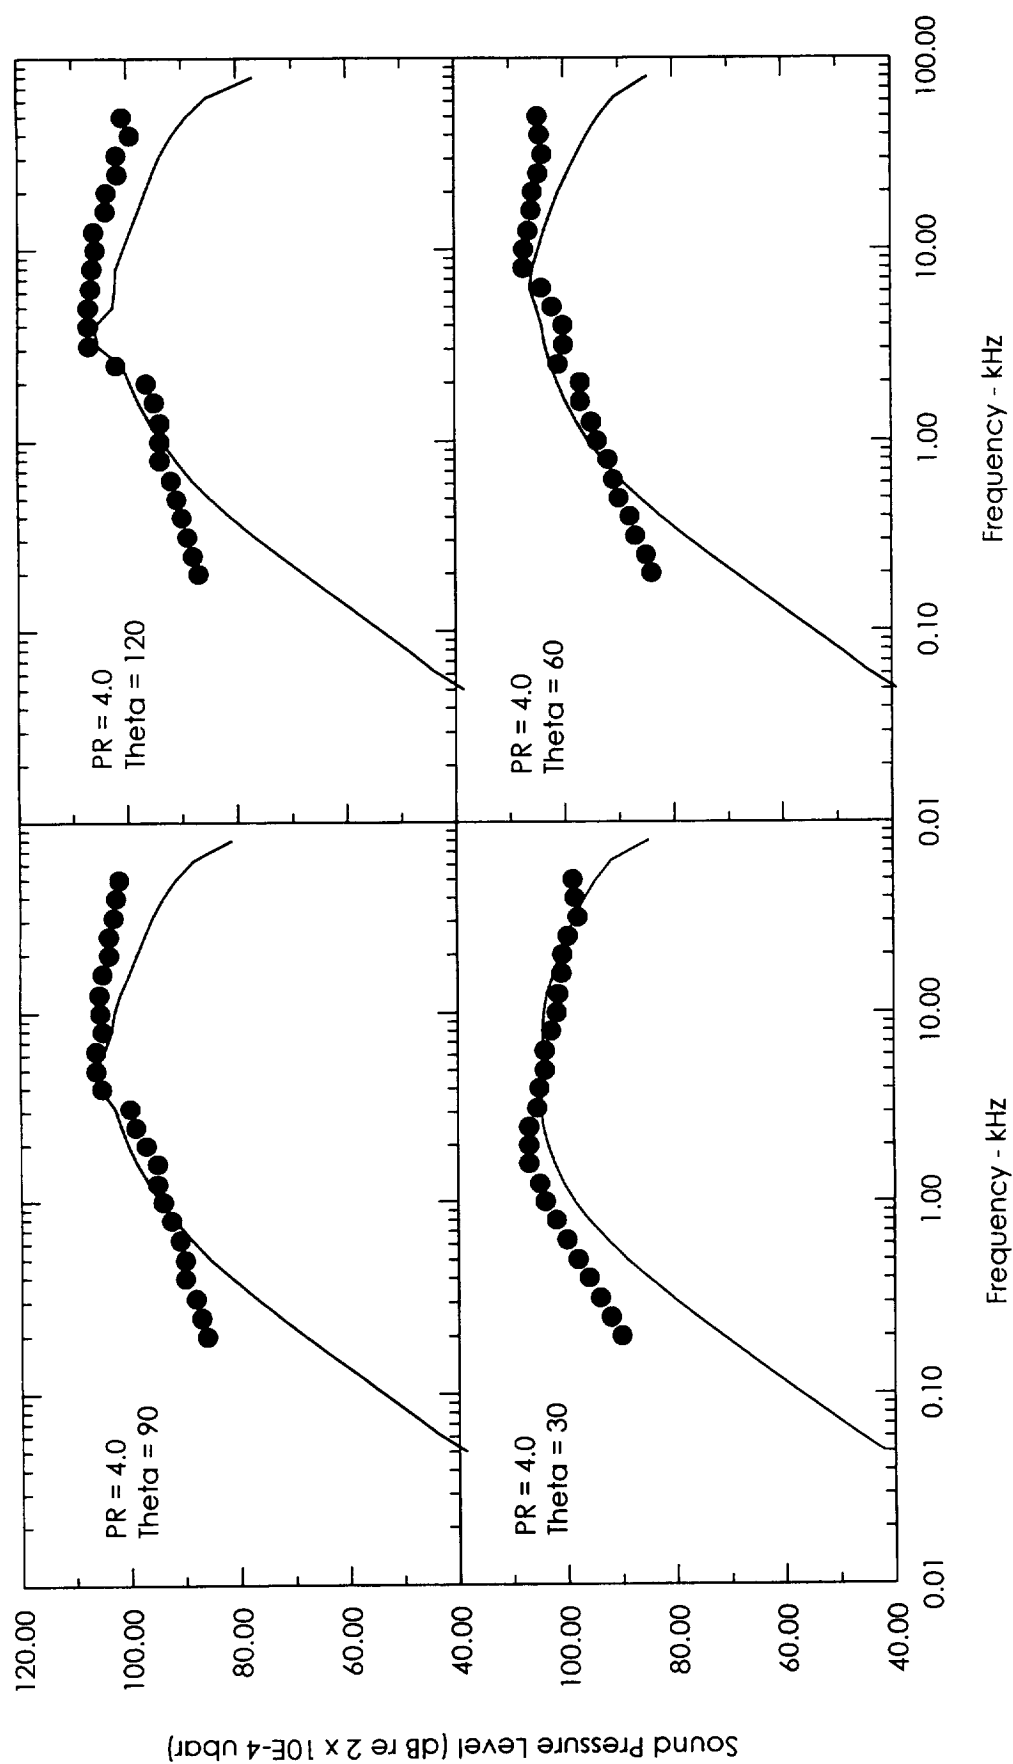 Sound Pressure Level (dB re 2 x 10E-4 ubar)
120.00
100.00
80.00
60.00
40.00
PR = 4.0
Theta = 90
PR = 4.0
Theta = 120
100.00
80.00
60.00
40.00
PR = 4.0
Theta = 30
PR = 4.0
Theta = 60
0.01
0.10
1.00
10.00
0.01
0.10
1.00
10.00
100.00
Frequency - kHz
Frequency - kHz